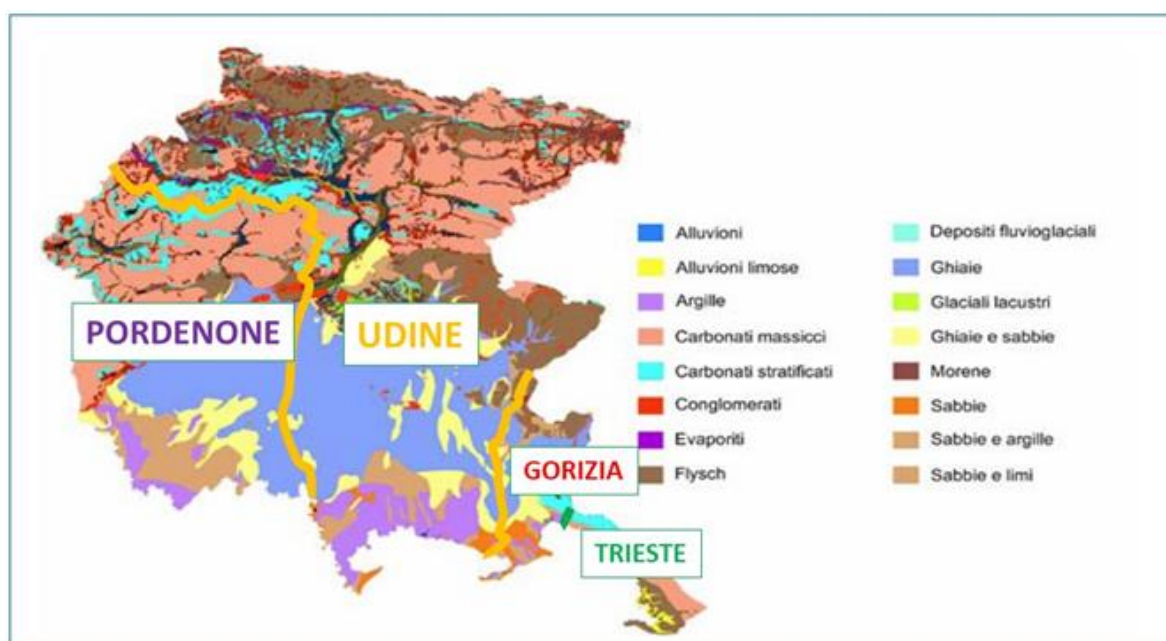 PORDENONE
UDINE
GORIZIA
TRIESTE
Alluvioni
Alluvioni limose
Argille
Carbonati massicci
Carbonati stratificati
Conglomerati
Evaporiti
Flysch
Depositi fluvioglaciali
Ghiaie
Glaciali lacustri
Ghiaie e sabbie
Morene
Sabbie
Sabbie e argille
Sabbie e limi